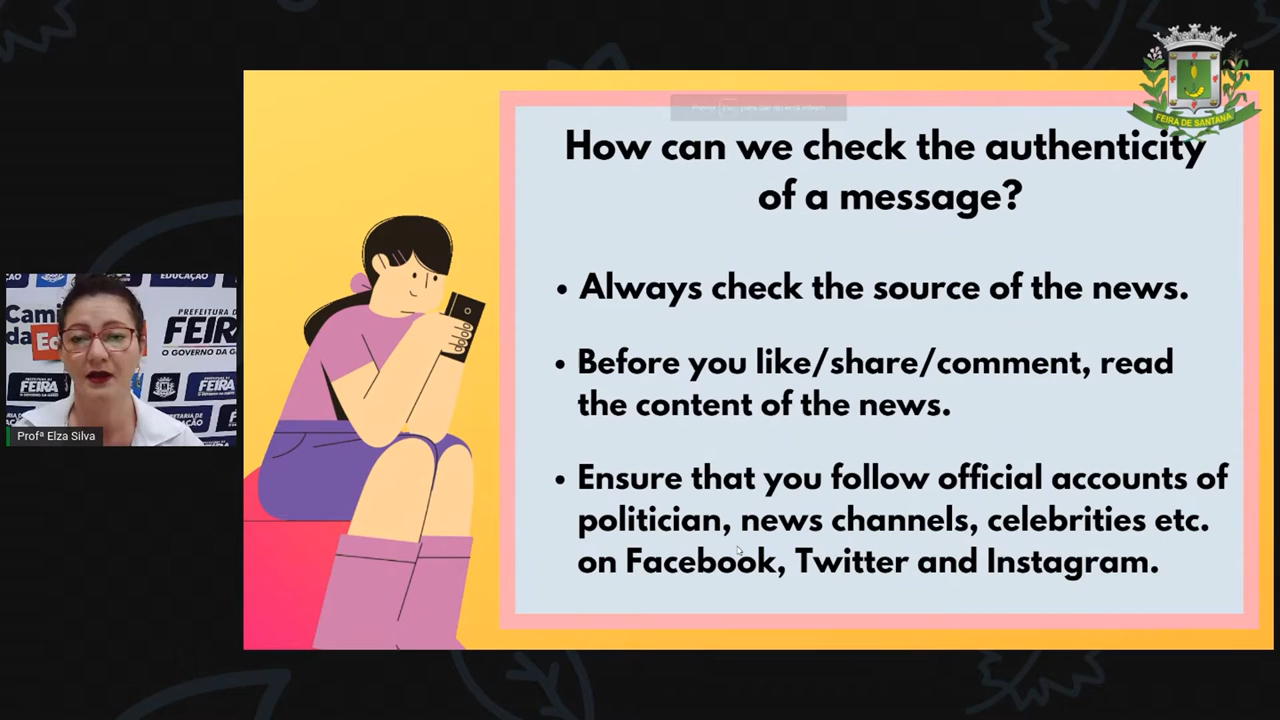 FEIRA DE SANTANA
How can we check the authenticity
of a message?
• Always check the source of the news.
• Before you like/share/comment, read
the content of the news.
• Ensure that you follow official accounts of
politician, news channels, celebrities etc.
on Facebook, Twitter and Instagram.
EDUCAÇÃO
PREFEITURA D
FEIRA
O GOVERNO DA
FEIRA
FEIRA
Profª Elza Silva